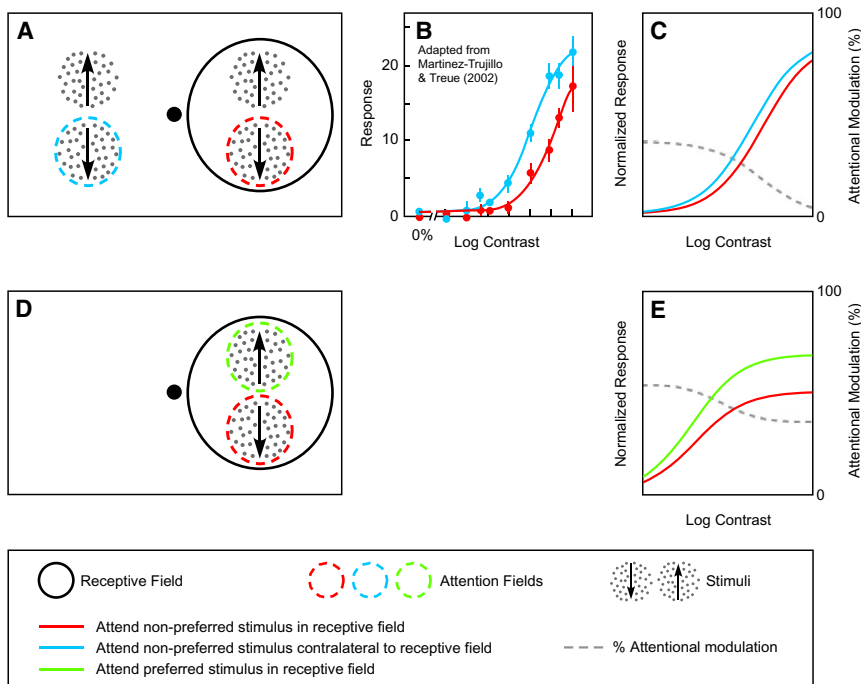 A
B
Adapted from
Martinez-Trujillo
& Treue (2002)
Response
20
10
0
0%
Log Contrast
C
Normalized Response
100
0
Attentional Modulation (%)
Log Contrast
D
E
Normalized Response
100
0
Attentional Modulation (%)
Log Contrast
Receptive Field
Attention Fields
Stimuli
Attend non-preferred stimulus in receptive field
Attend non-preferred stimulus contralateral to receptive field
% Attentional modulation
Attend preferred stimulus in receptive field